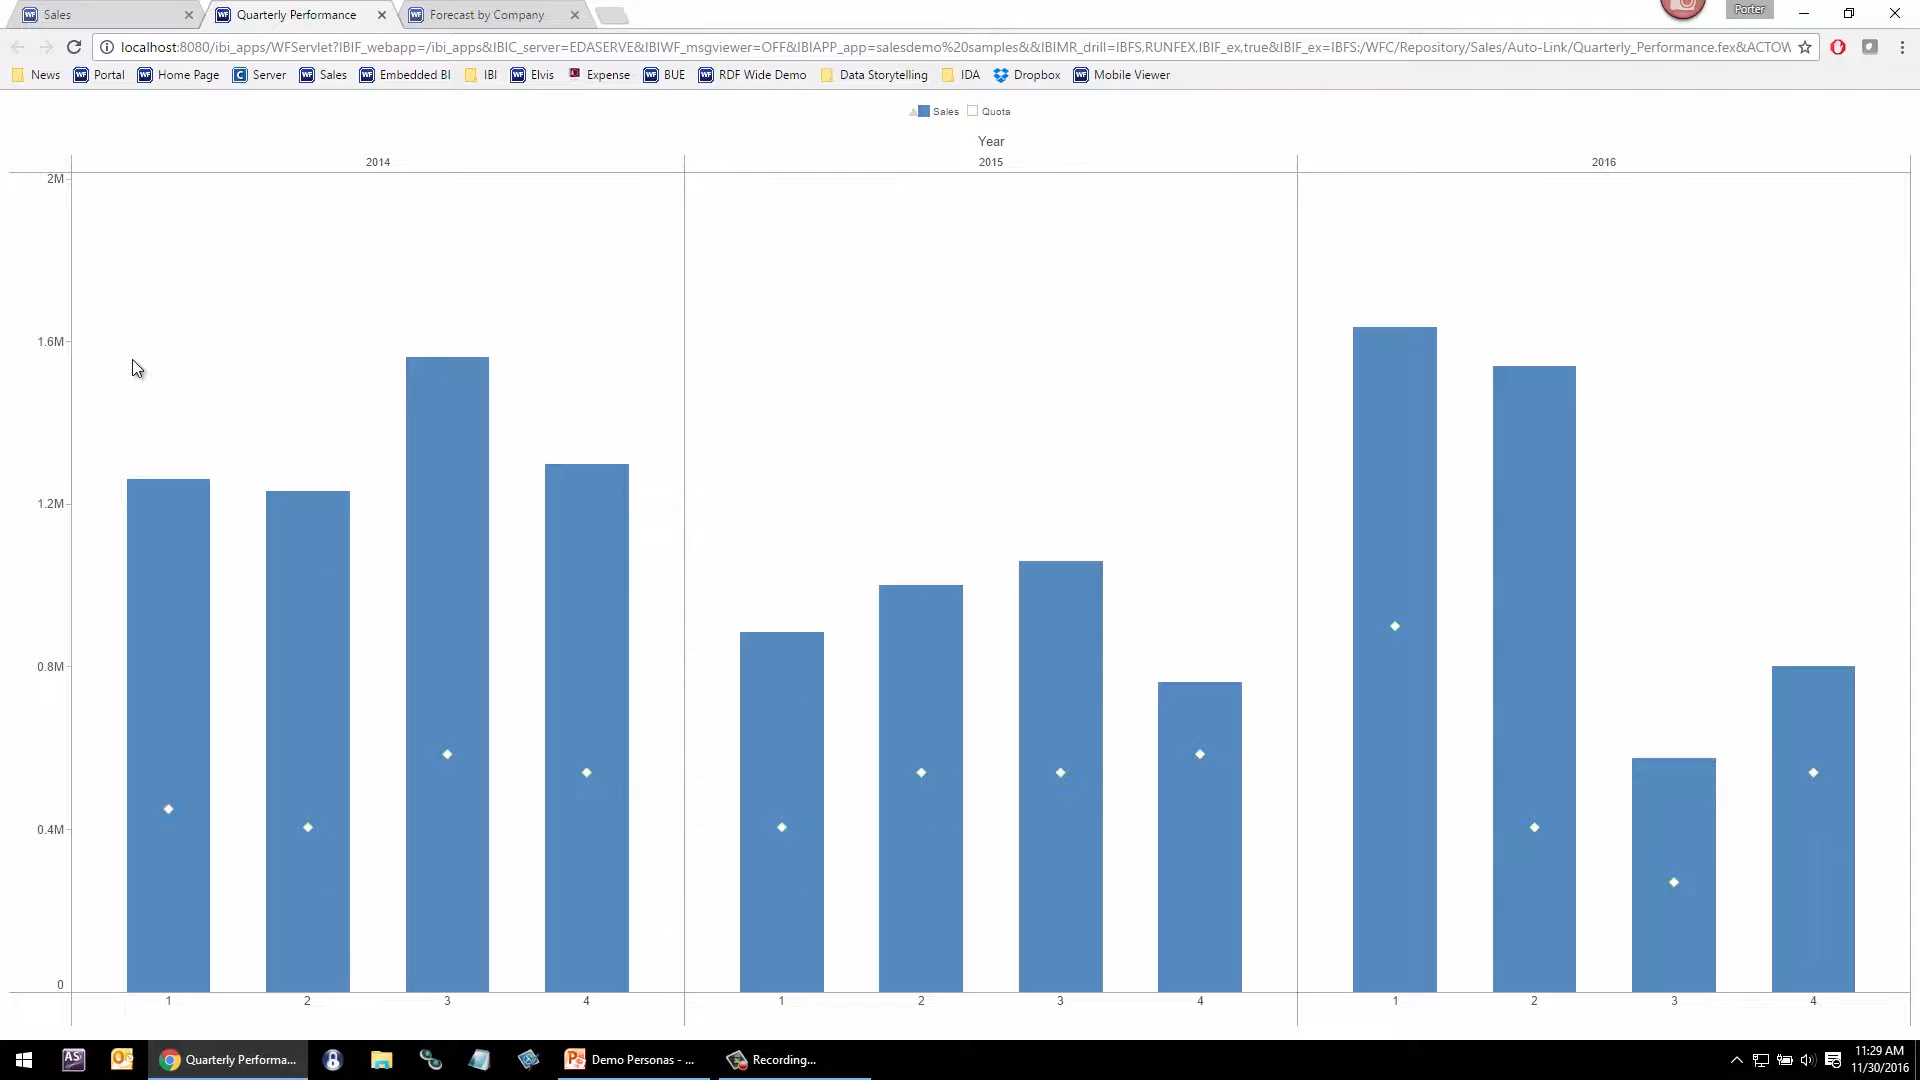 Sales
Quarterly Performance
Forecast by Company
Porter
localhost:8080/ibi_apps/WFServlet?IBIF_webapp=/ibi_apps&IBIC_server=EDASERVE&IBIWF_msgviewer=OFF&IBIAPP_app=salesdemo%20samples&&IBIMR_drill=IBFS,RUNFEX,IBIF_ex,true&IBIF_ex=IBFS:/WFC/Repository/Sales/Auto-Link/Quarterly_Performance.fex&ACTOW
News Portal Home Page Server Sales Embedded BI IBI Elvis Expense BUE RDF Wide Demo Data Storytelling IDA Dropbox Mobile Viewer
Sales Quota
Year
2014 2015 2016
2M
1.6M
1.2M
0.8M
0.4M
0
1 2 3 4 1 2 3 4 1 2 3 4
Quarterly Performa...
Demo Personas - ...
Recording...
11:29 AM
11/30/2016